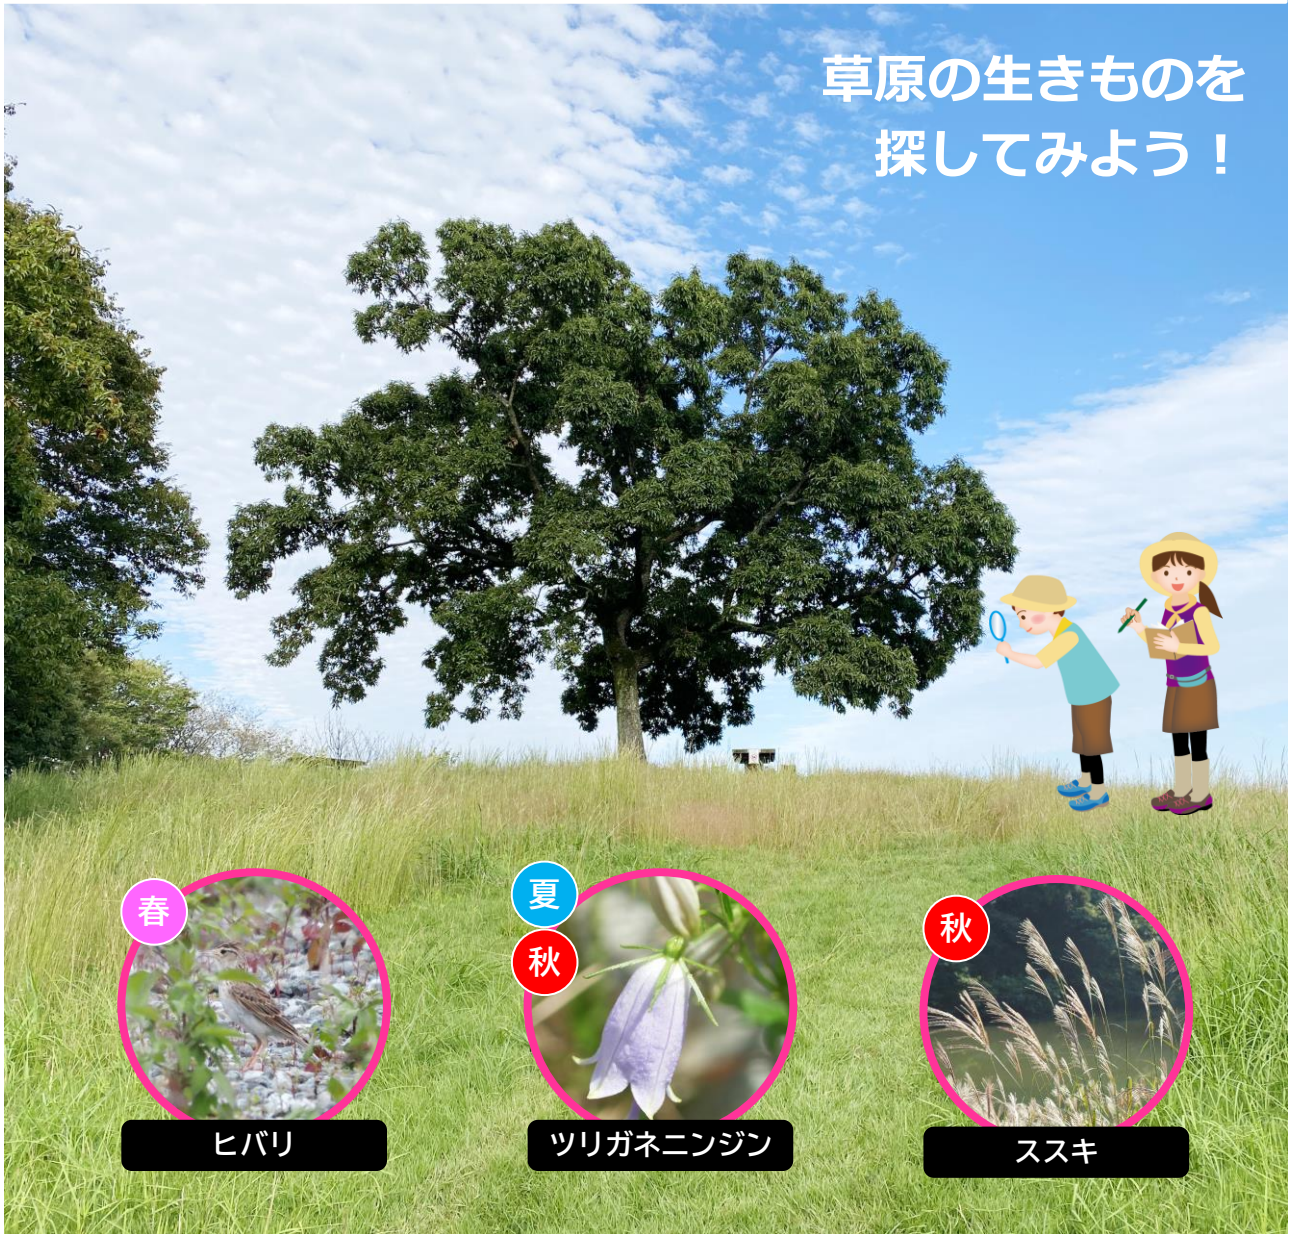 草原の生きものを
探してみよう！
春
夏
秋
秋
ヒバリ
ツリガネニンジン
ススキ